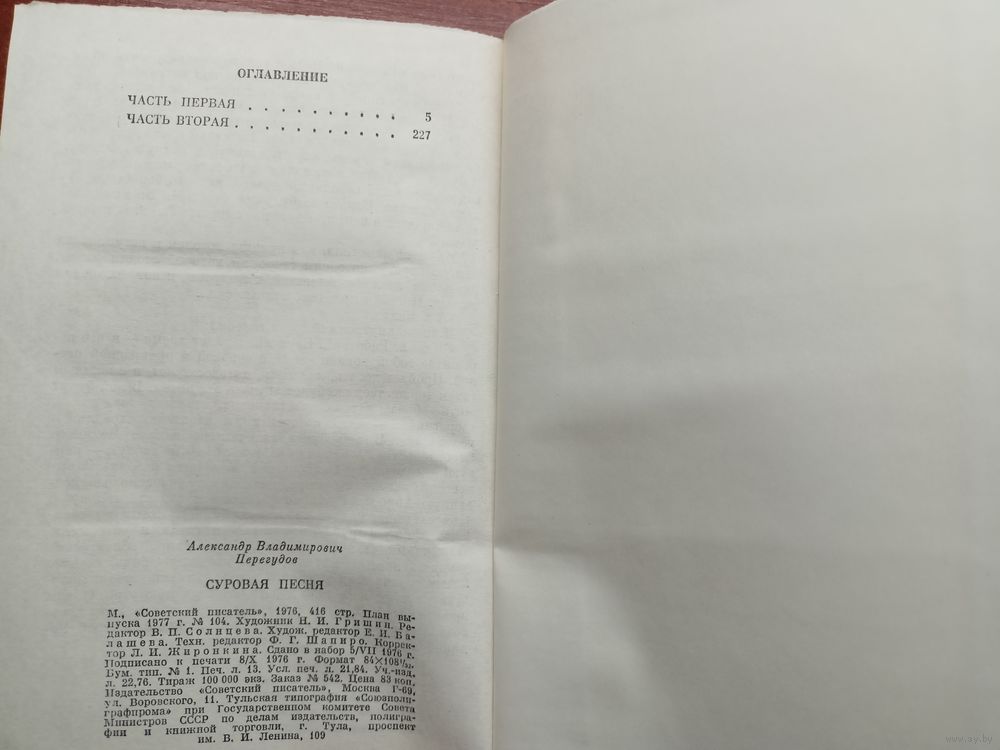 ОГЛАВЛЕНИЕ
ЧАСТЬ ПЕРВАЯ . . . . . . . . . . 5
ЧАСТЬ ВТОРАЯ . . . . . . . . . . . 227
Александр Владимирович
Перегудов
СУРОВАЯ ПЕСНЯ
М., «Советский писатель», 1976, 416 стр. План вы-
пуска 1977 г. № 104. Художник Н. И. Гришин. Ре-
дактор В. П. Солнцева. Худож. редактор Е. И. Ба-
лашева. Техн. редактор Ф. Г. Шапиро. Коррек-
тор Л. И. Жиронкина. Сдано в набор 5/VII 1976 г.
Подписано к печати 8/X 1976 г. Формат 84×108¹/₃₂.
Бум. тип. № 1. Печ. л. 13. Усл. печ. л. 21,84. Уч.-изд.
л. 22,76. Тираж 100 000 экз. Заказ № 542. Цена 83 коп.
Издательство «Советский писатель», Москва Г-69,
ул. Воровского, 11. Тульская типография «Союзполи-
графпрома» при Государственном комитете Совета
Министров СССР по делам издательств, полигра-
фии и книжной торговли, г. Тула, проспект
им. В. И. Ленина, 109
www.ay.by